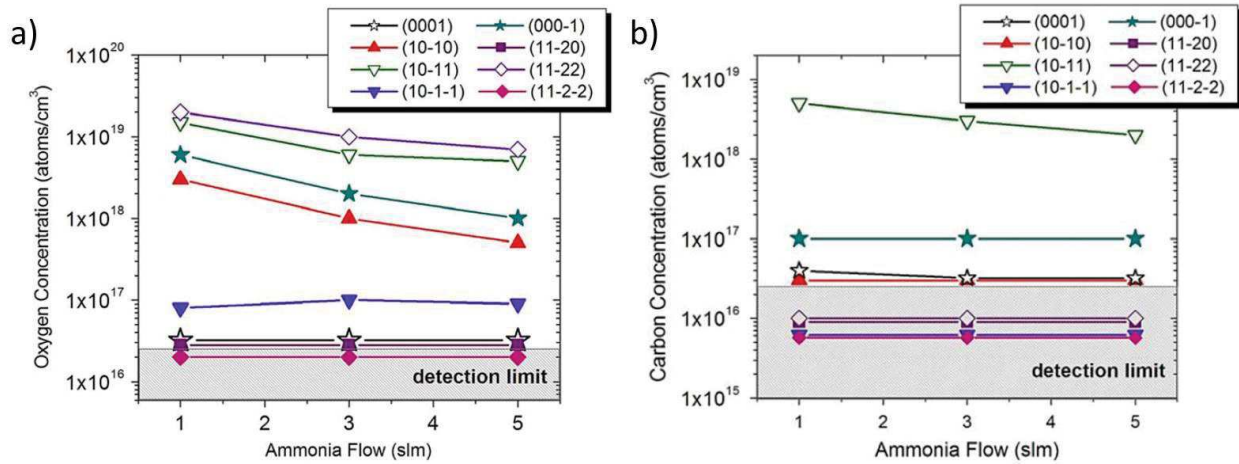 a)
(0001)
(000-1)
(10-10)
(11-20)
(10-11)
(11-22)
(10-1-1)
(11-2-2)
1x10^20
1x10^19
1x10^18
1x10^17
1x10^16
Oxygen Concentration (atoms/cm³)
detection limit
1 2 3 4 5
Ammonia Flow (slm)
b)
(0001)
(000-1)
(10-10)
(11-20)
(10-11)
(11-22)
(10-1-1)
(11-2-2)
1x10^19
1x10^18
1x10^17
1x10^16
1x10^15
Carbon Concentration (atoms/cm³)
detection limit
1 2 3 4 5
Ammonia Flow (slm)